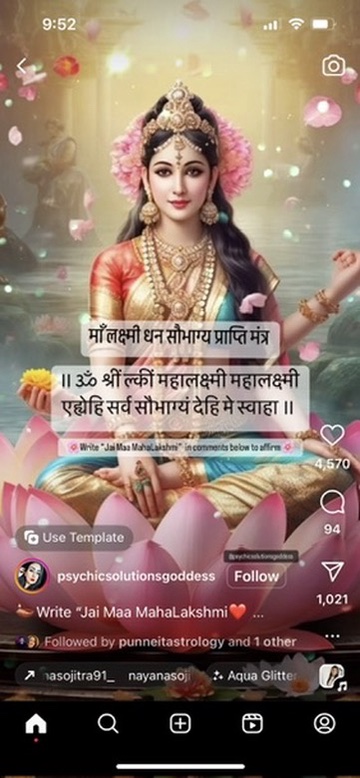 9:52
माँ लक्ष्मी धन सौभाग्य प्राप्ति मंत्र
॥ ॐ श्रीं ल्कीं महालक्ष्मी महालक्ष्मी
एह्येहि सर्व सौभाग्यं देहि मे स्वाहा ॥
Write "Jai Maa MahaLakshmi" in comments below to affirm
4,570
94
Use Template
@psychicsolutionsgoddess
psychicsolutionsgoddess Follow
1,021
Write “Jai Maa MahaLakshmi❤️ ...
Followed by punneitastrology and 1 other
nasojitra91_ nayanasoji Aqua Glitter